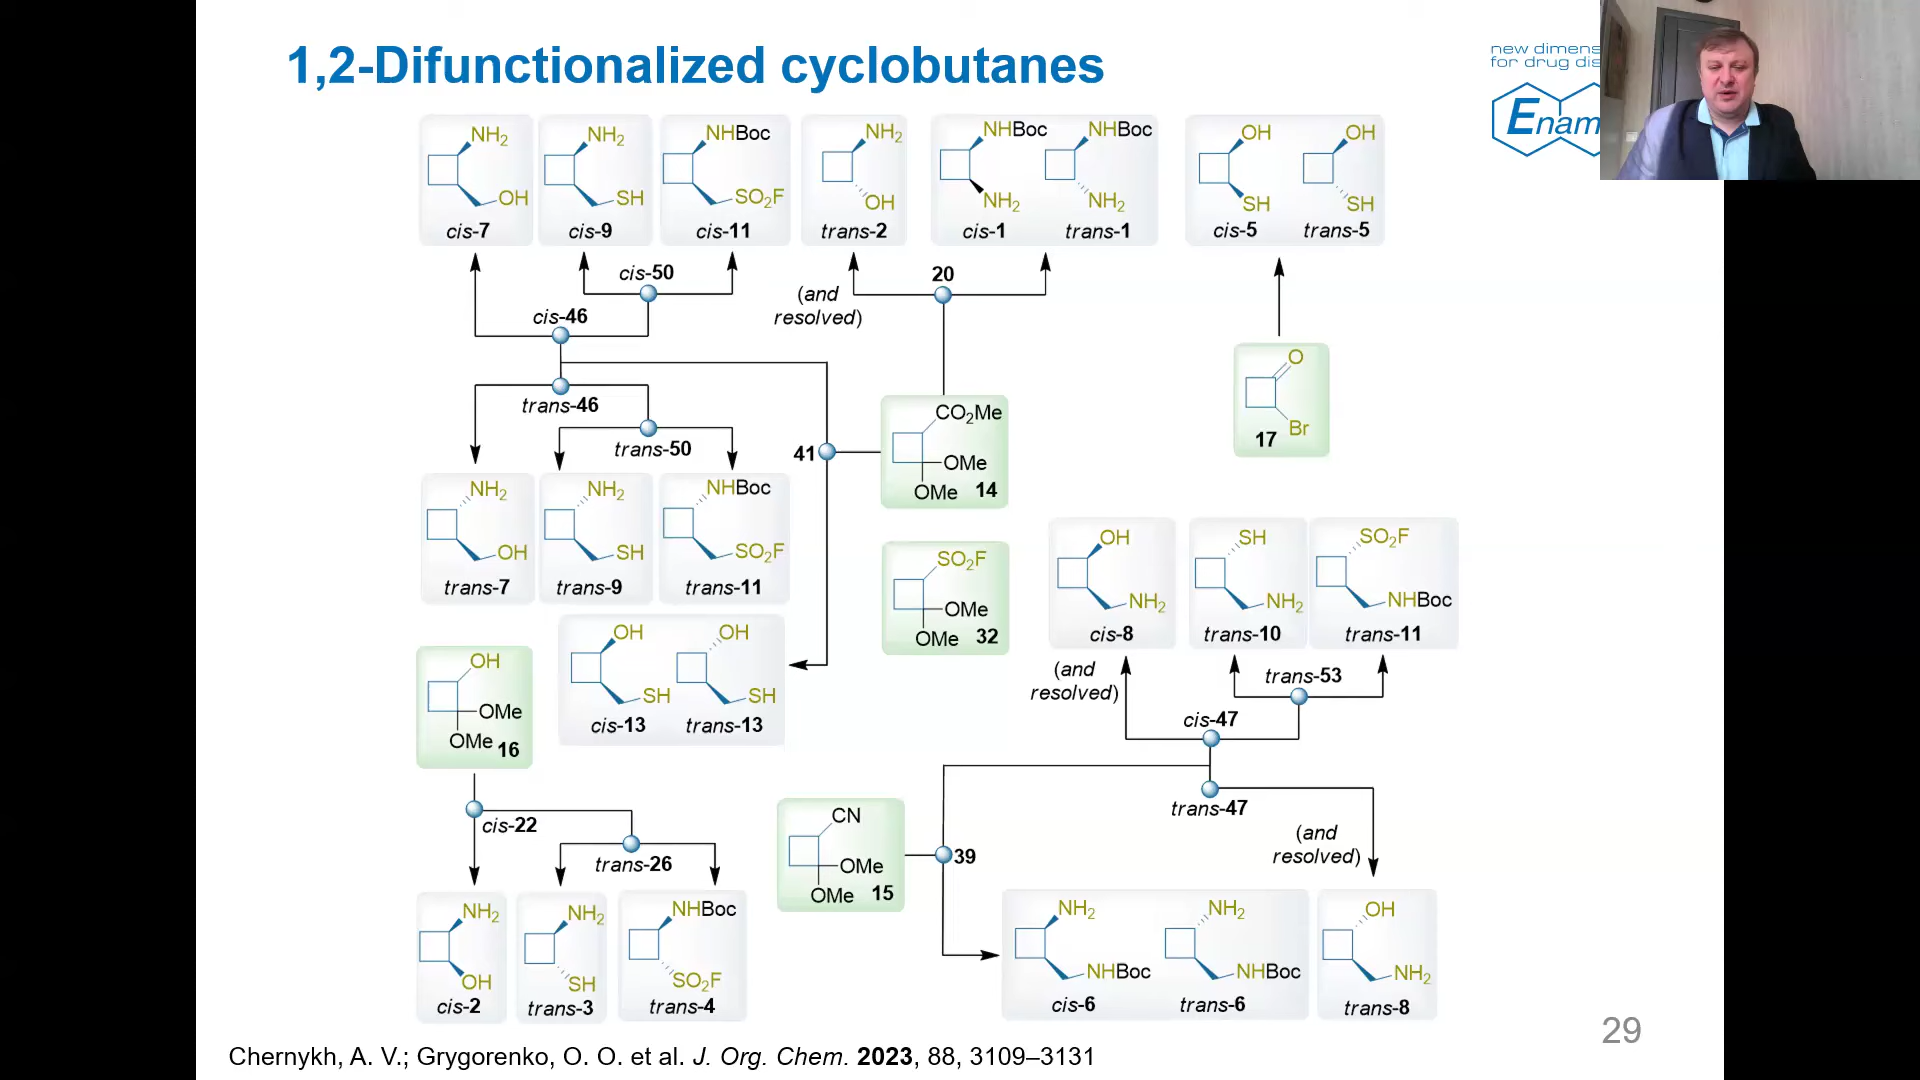 1,2-Difunctionalized cyclobutanes
new dimens
for drug dis
Enam
NH2
OH
cis-7
NH2
SH
cis-9
NHBoc
SO2F
cis-11
NH2
OH
trans-2
NHBoc
NH2
cis-1
NHBoc
NH2
trans-1
OH
SH
cis-5
OH
SH
trans-5
cis-50
20
(and
resolved)
cis-46
trans-46
trans-50
41
O
Br
17
CO2Me
OMe
OMe 14
NH2
OH
trans-7
NH2
SH
trans-9
NHBoc
SO2F
trans-11
SO2F
OMe
OMe 32
OH
NH2
cis-8
SH
NH2
trans-10
SO2F
NHBoc
trans-11
OH
SH
cis-13
OH
SH
trans-13
(and
resolved)
trans-53
cis-47
trans-47
OH
OMe
OMe 16
cis-22
trans-26
CN
OMe
OMe 15
39
(and
resolved)
NH2
OH
cis-2
NH2
SH
trans-3
NHBoc
SO2F
trans-4
NH2
NHBoc
cis-6
NH2
NHBoc
trans-6
OH
NH2
trans-8
29
Chernykh, A. V.; Grygorenko, O. O. et al. J. Org. Chem. 2023, 88, 3109–3131